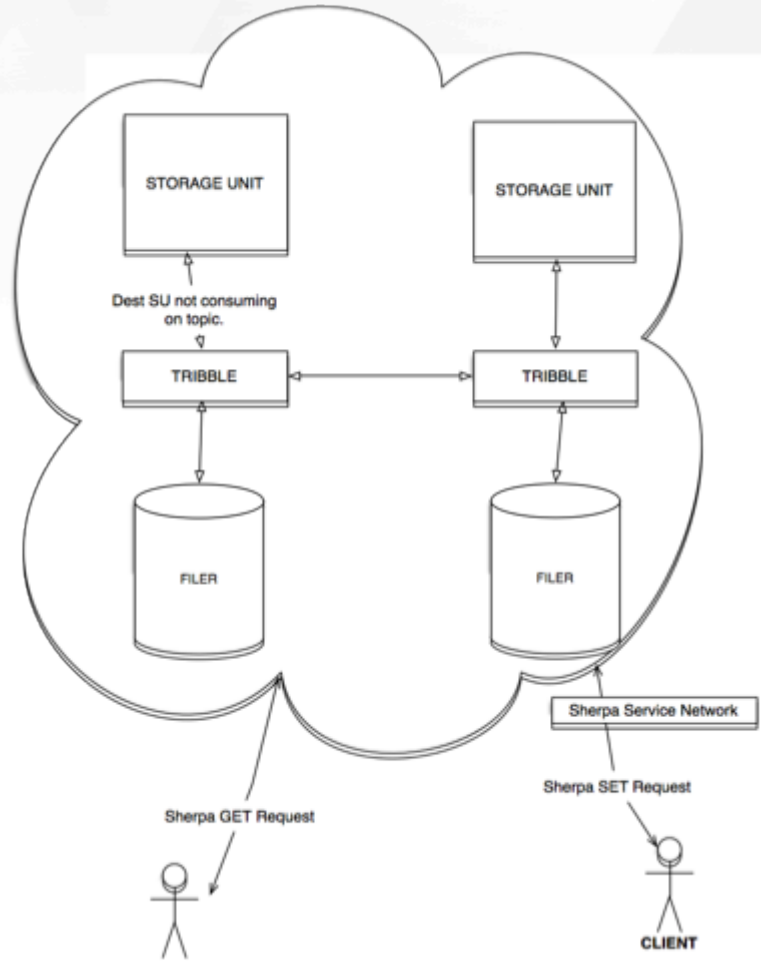 STORAGE UNIT
STORAGE UNIT
Dest SU not consuming
on topic.
TRIBBLE
TRIBBLE
FILER
FILER
Sherpa Service Network
Sherpa SET Request
Sherpa GET Request
CLIENT